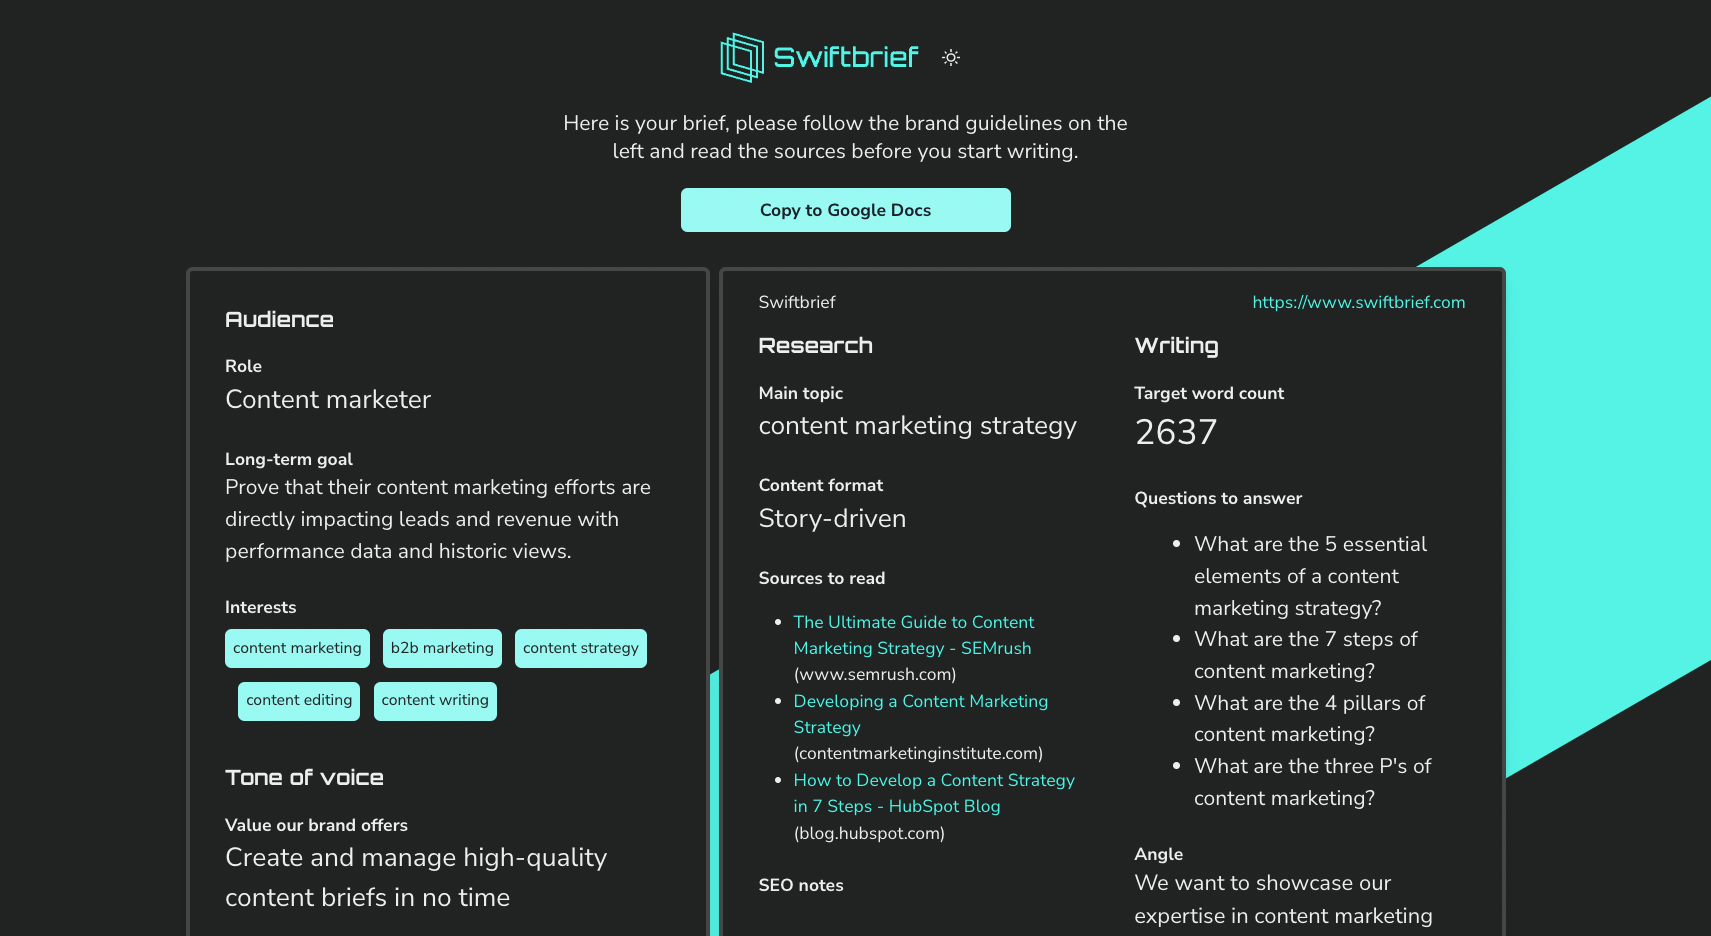 Swiftbrief
Here is your brief, please follow the brand guidelines on the
left and read the sources before you start writing.
Copy to Google Docs
Audience
Role
Content marketer
Long-term goal
Prove that their content marketing efforts are
directly impacting leads and revenue with
performance data and historic views.
Interests
content marketing b2b marketing content strategy
content editing content writing
Tone of voice
Value our brand offers
Create and manage high-quality
content briefs in no time
Swiftbrief
https://www.swiftbrief.com
Research
Main topic
content marketing strategy
Content format
Story-driven
Sources to read
• The Ultimate Guide to Content
Marketing Strategy - SEMrush
(www.semrush.com)
• Developing a Content Marketing
Strategy
(contentmarketinginstitute.com)
• How to Develop a Content Strategy
in 7 Steps - HubSpot Blog
(blog.hubspot.com)
SEO notes
Writing
Target word count
2637
Questions to answer
• What are the 5 essential
elements of a content
marketing strategy?
• What are the 7 steps of
content marketing?
• What are the 4 pillars of
content marketing?
• What are the three P's of
content marketing?
Angle
We want to showcase our
expertise in content marketing